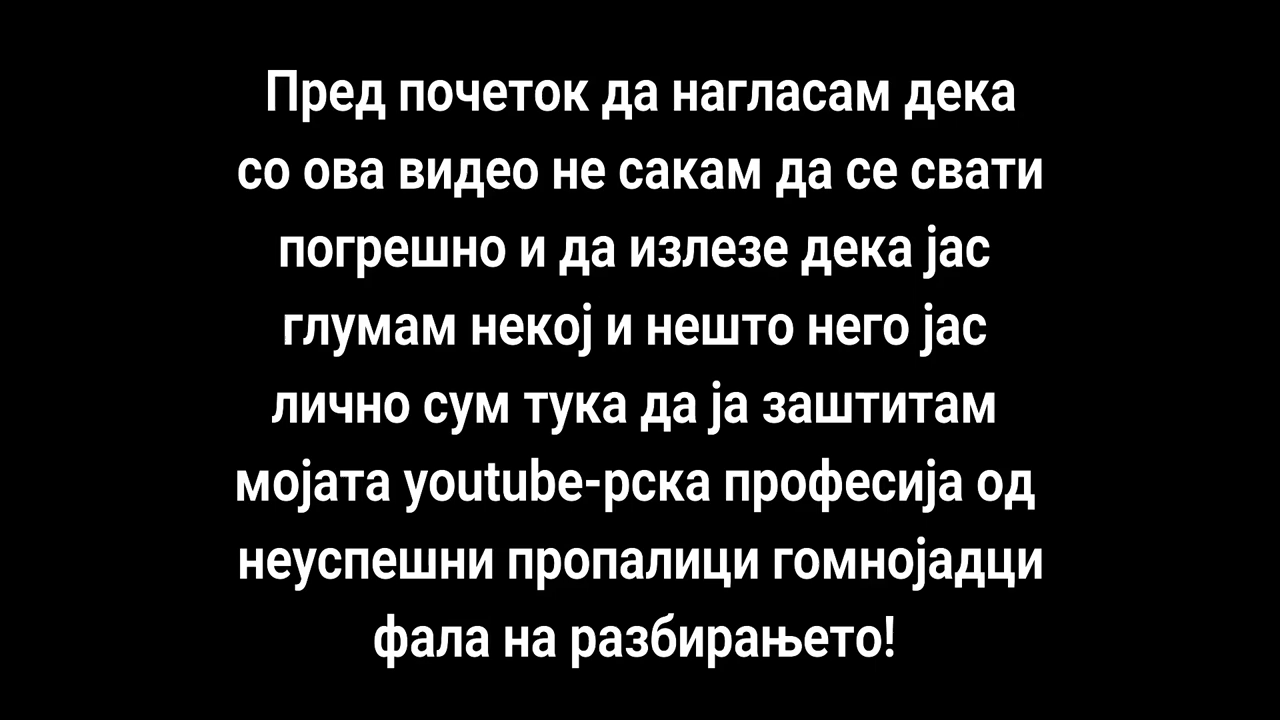 Пред почеток да нагласам дека
со ова видео не сакам да се свати
погрешно и да излезе дека јас
глумам некој и нешто него јас
лично сум тука да ја заштитам
мојата youtube-рска професија од
неуспешни пропалици гомнојадци
фала на разбирањето!